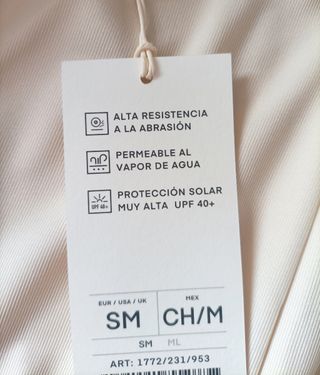 ALTA RESISTENCIA
A LA ABRASIÓN
PERMEABLE AL
VAPOR DE AGUA
UPF 40+
PROTECCIÓN SOLAR
MUY ALTA UPF 40+
EUR / USA / UK
MEX
SM
CH/M
SM ML
ART: 1772/231/953